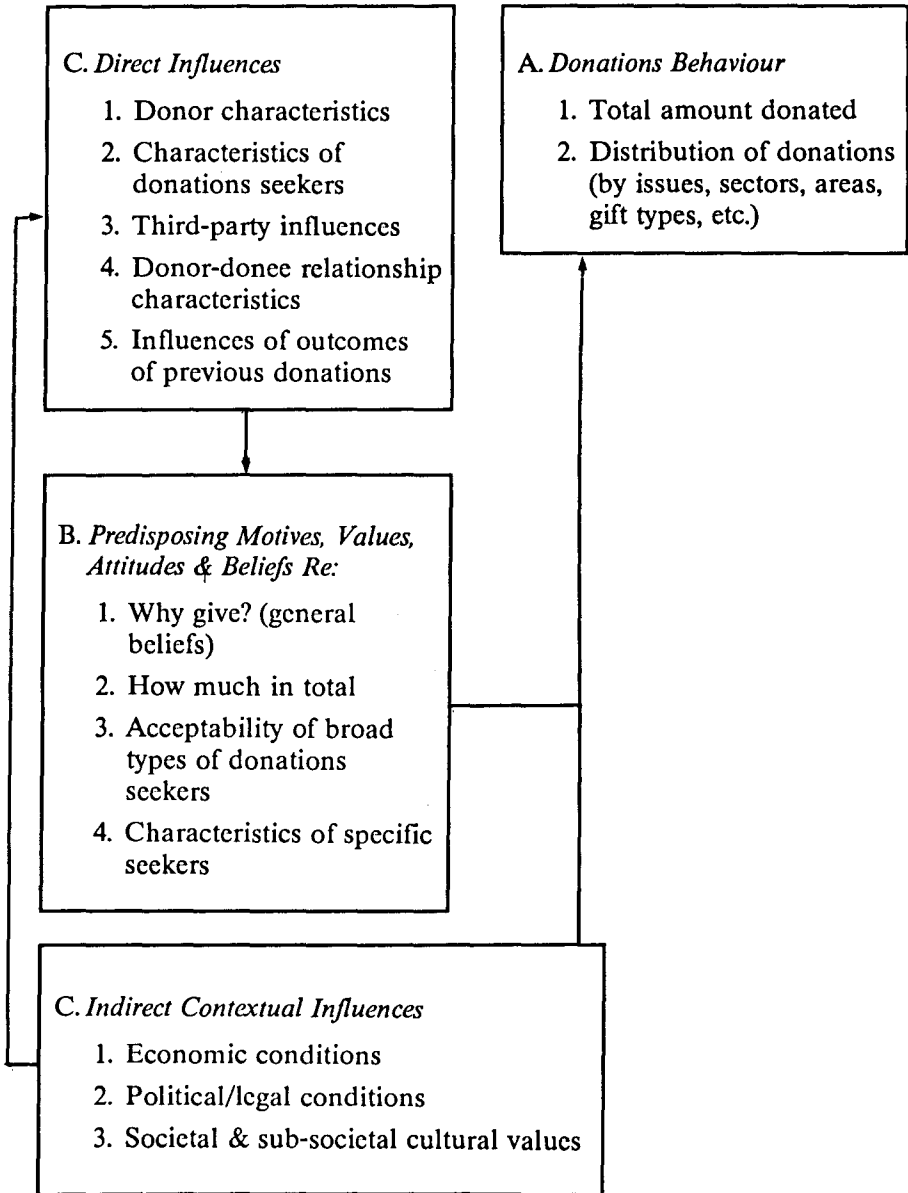 C. Direct Influences
1. Donor characteristics
2. Characteristics of
donations seekers
3. Third-party influences
4. Donor-donee relationship
characteristics
5. Influences of outcomes
of previous donations
A. Donations Behaviour
1. Total amount donated
2. Distribution of donations
(by issues, sectors, areas,
gift types, etc.)
B. Predisposing Motives, Values,
Attitudes & Beliefs Re:
1. Why give? (general
beliefs)
2. How much in total
3. Acceptability of broad
types of donations
seekers
4. Characteristics of specific
seekers
C. Indirect Contextual Influences
1. Economic conditions
2. Political/legal conditions
3. Societal & sub-societal cultural values